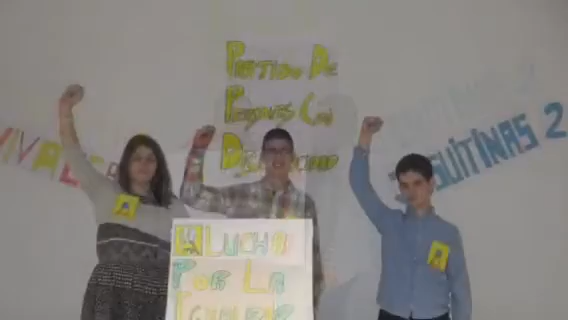 PARTIDO DE
PERSONAS CON
DISCAPACIDAD
VIVA
SUITINAS 2
LUCHA
POR LA
IGUALDAD